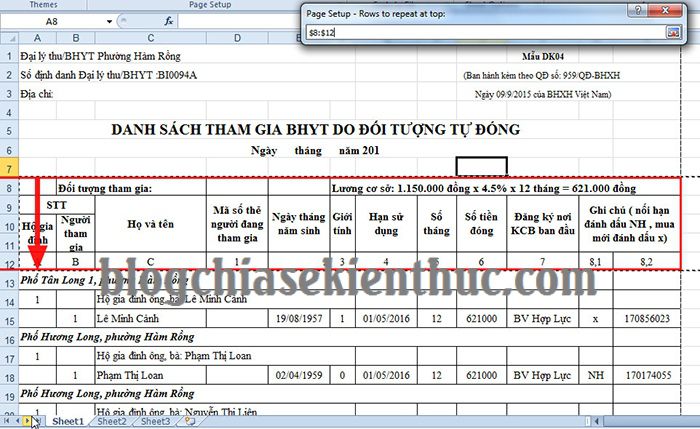 Themes Page Setup
Page Setup - Rows to repeat at top:
$8:$12
A8
A B C D
1 Đại lý thu/BHYT Phường Hàm Rồng Mẫu DK04
2 Số định danh Đại lý thu/BHYT :BI0094A (Ban hành kèm theo QĐ số: 959/QĐ-BHXH
3 Địa chỉ: Ngày 09/9/2015 của BHXH Việt Nam)
4
5 DANH SÁCH THAM GIA BHYT DO ĐỐI TƯỢNG TỰ ĐÓNG
6 Ngày tháng năm 201
7
8 Đối tượng tham gia: Lương cơ sở: 1.150.000 đồng x 4.5% x 12 tháng = 621.000 đồng
9 STT
10
11
Hộ gia đình
Người tham gia
Họ và tên
Mã số thẻ người đang tham gia
Ngày tháng năm sinh
Giới tính
Hạn sử dụng
Số tháng
Số tiền đóng
Đăng ký nơi KCB ban đầu
Ghi chú ( nối hạn đánh dấu NH , mua mới đánh dấu x)
12 B C 1 3 4 6 7 8,1 8,2
blogchiasekienthuc.com
13 Phố Tân Long 1, phường Hàm Rồng
14 1 Hộ gia đình ông, bà: Lê Minh Cảnh
15 1 Lê Minh Cảnh 19/08/1957 1 01/05/2016 12 621000 BV Hợp Lực x 170856023
16 Phố Hương Long, phường Hàm Rồng
17 1 Hộ gia đình ông, bà: Phạm Thị Loan
18 1 Phạm Thị Loan 02/04/1959 0 01/05/2016 12 621000 BV Hợp Lực NH 170174055
19 Phố Hương Long, phường Hàm Rồng
20 1 Hộ gia đình ông, bà: Nguyễn Thị Liên
Sheet1 Sheet2 Sheet3